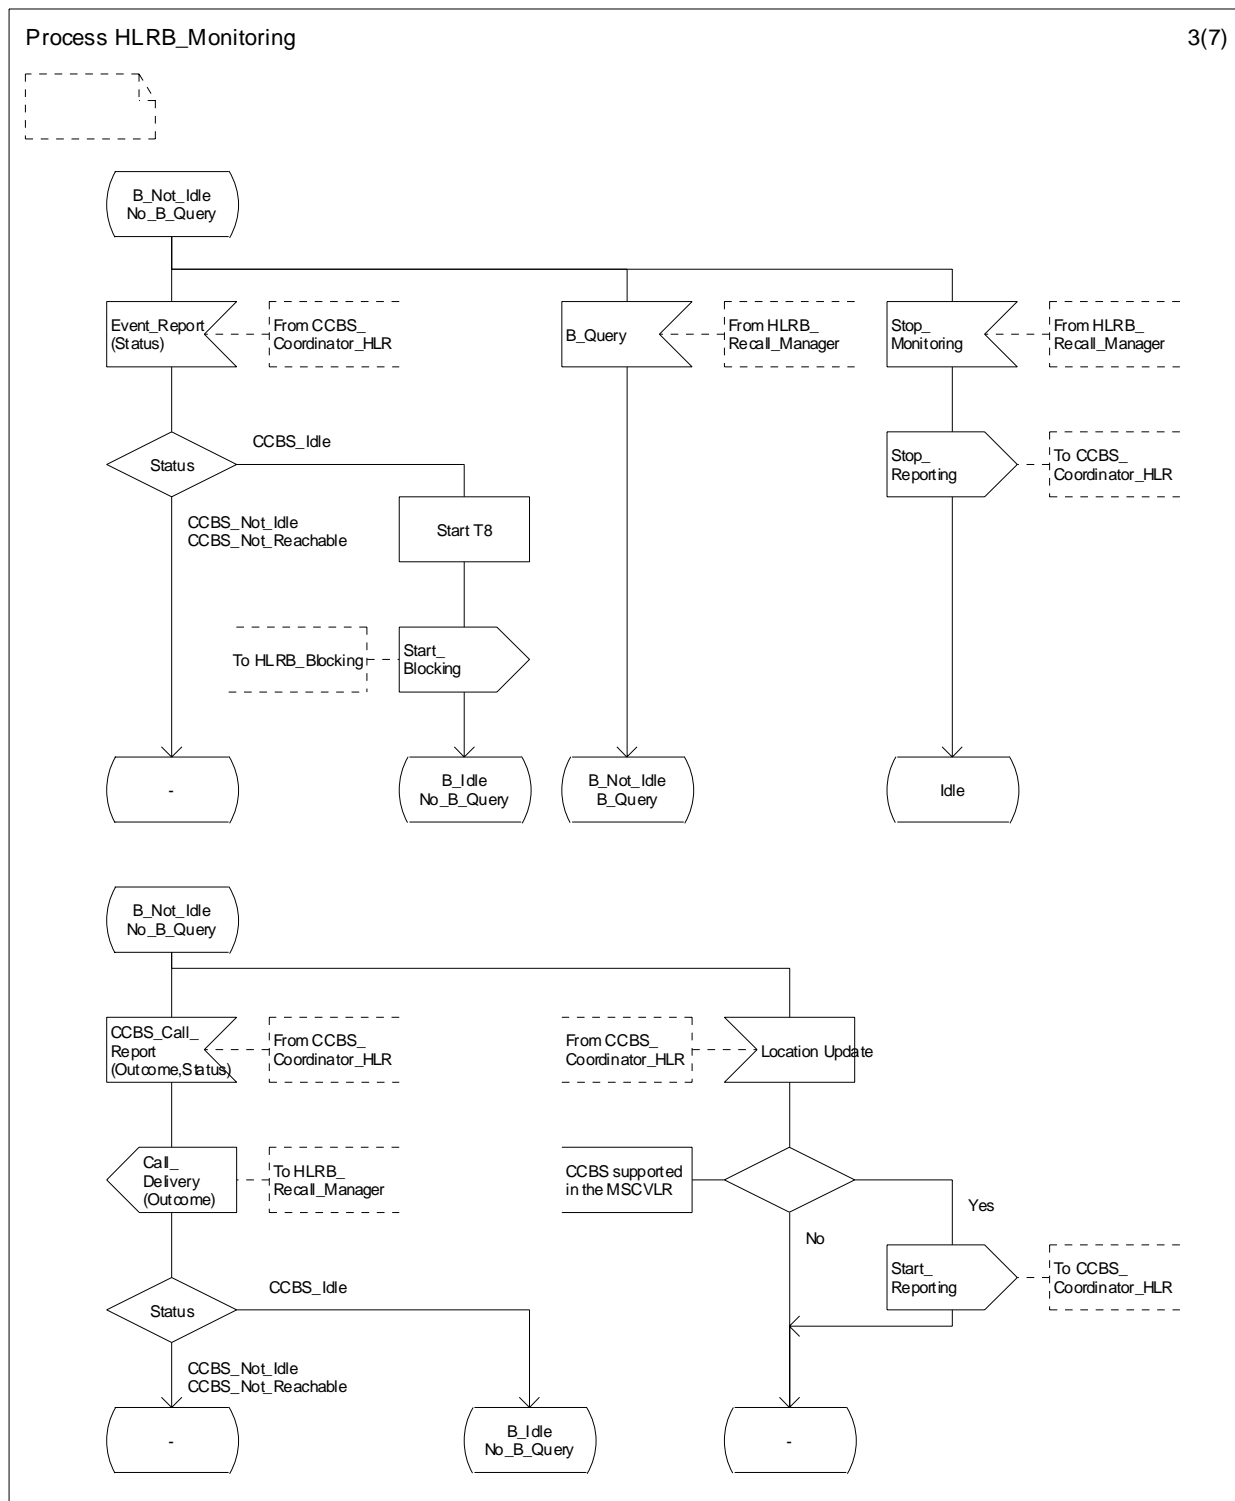 Process HLRB_Monitoring
3(7)
B_Not_Idle
No_B_Query
Event_Report
(Status)
From CCBS_
Coordinator_HLR
B_Query
From HLRB_
Recall_Manager
Stop_
Monitoring
From HLRB_
Recall_Manager
Status
CCBS_Idle
Stop_
Reporting
To CCBS_
Coordinator_HLR
CCBS_Not_Idle
CCBS_Not_Reachable
Start T8
To HLRB_Blocking
Start_
Blocking
-
B_Idle
No_B_Query
B_Not_Idle
B_Query
Idle
B_Not_Idle
No_B_Query
CCBS_Call_
Report
(Outcome,Status)
From CCBS_
Coordinator_HLR
From CCBS_
Coordinator_HLR
Location Update
Call_
Delivery
(Outcome)
To HLRB_
Recall_Manager
CCBS supported
in the MSCVLR
Yes
No
Status
CCBS_Idle
Start_
Reporting
To CCBS_
Coordinator_HLR
CCBS_Not_Idle
CCBS_Not_Reachable
-
B_Idle
No_B_Query
-